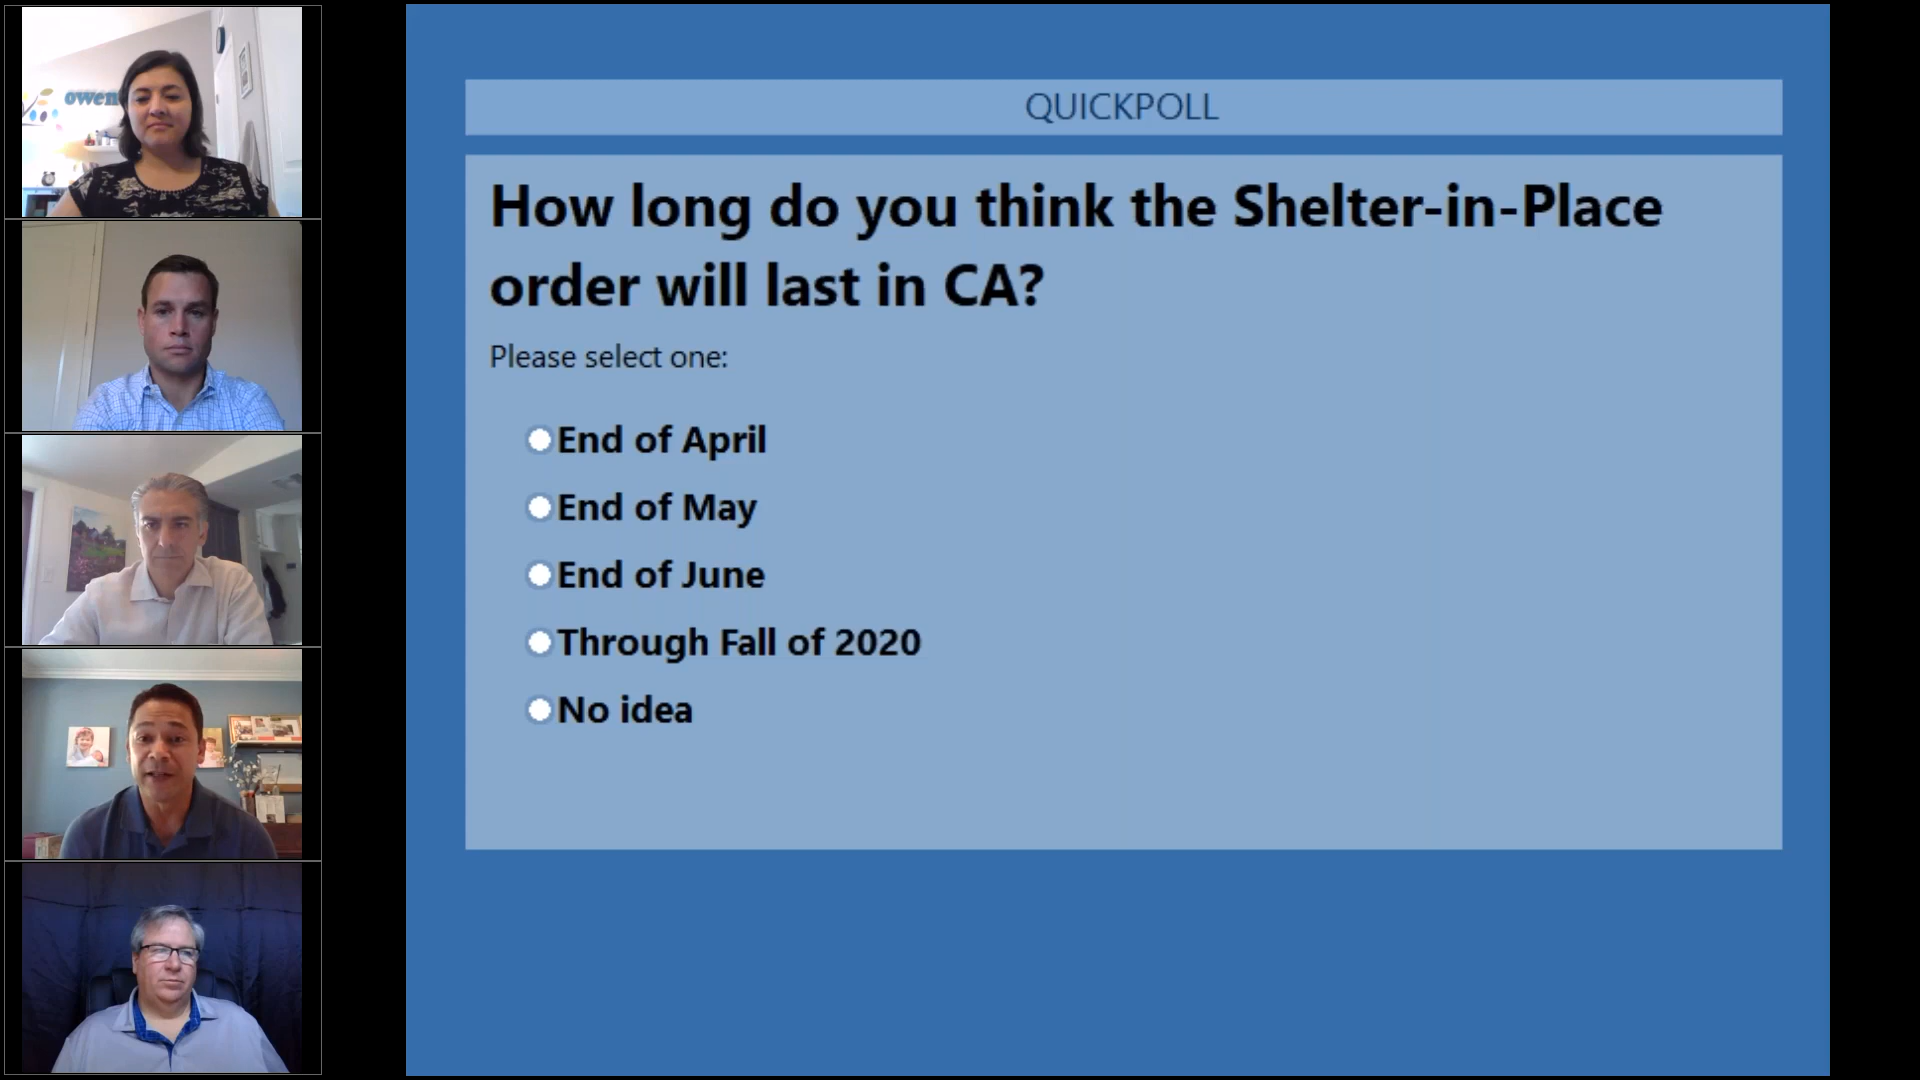 owen
QUICKPOLL
How long do you think the Shelter-in-Place
order will last in CA?
Please select one:
End of April
End of May
End of June
Through Fall of 2020
No idea